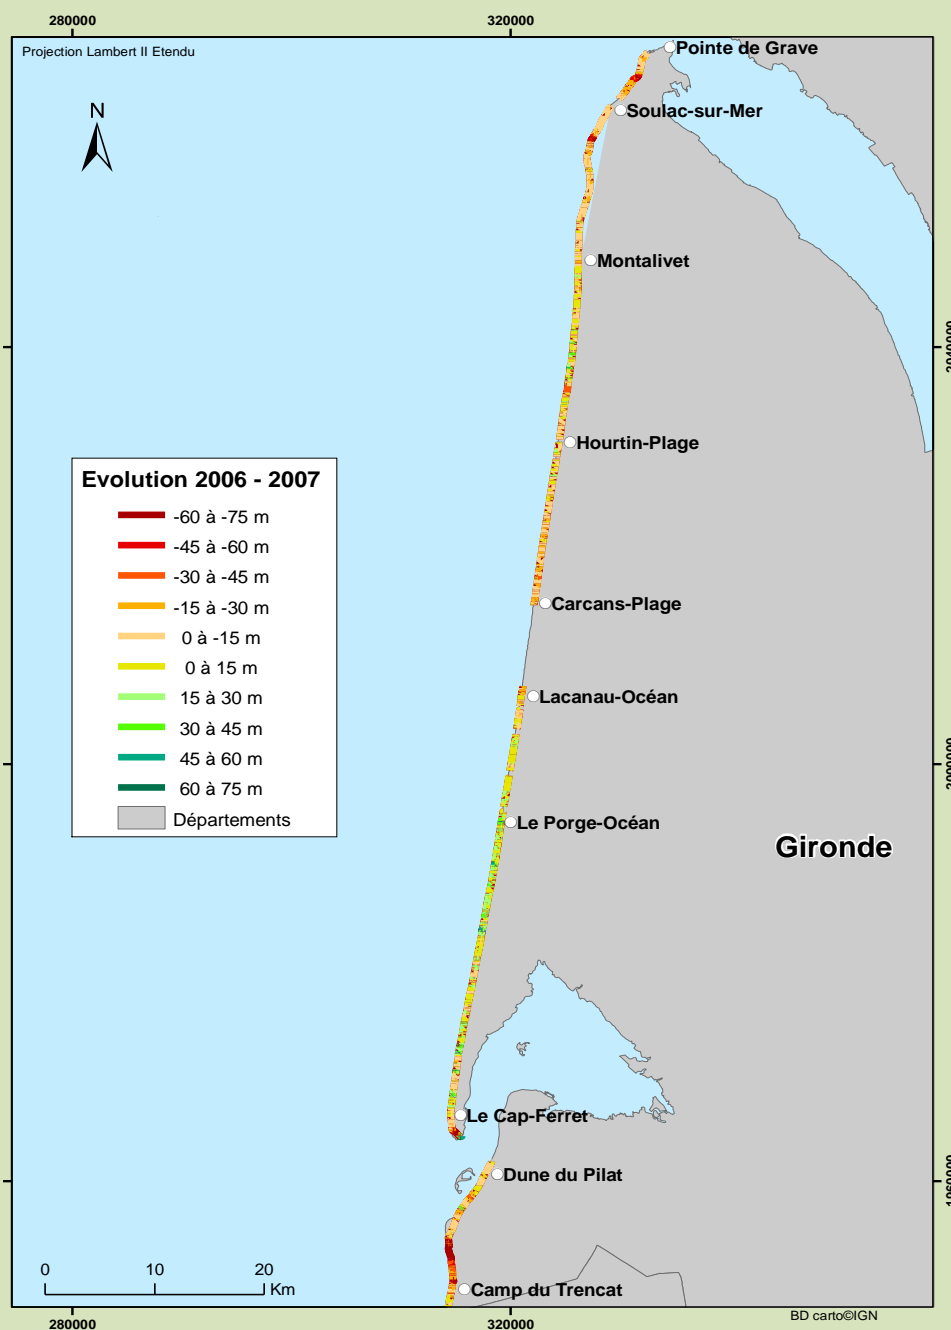 280000
320000
Projection Lambert II Etendu
Pointe de Grave
N
Soulac-sur-Mer
Montalivet
2040000
Hourtin-Plage
Evolution 2006 - 2007
-60 à -75 m
-45 à -60 m
-30 à -45 m
-15 à -30 m
0 à -15 m
0 à 15 m
15 à 30 m
30 à 45 m
45 à 60 m
60 à 75 m
Départements
Carcans-Plage
Lacanau-Océan
2000000
Le Porge-Océan
Gironde
Le Cap-Ferret
Dune du Pilat
1960000
0 10 20
Km
Camp du Trencat
BD carto©IGN
280000
320000